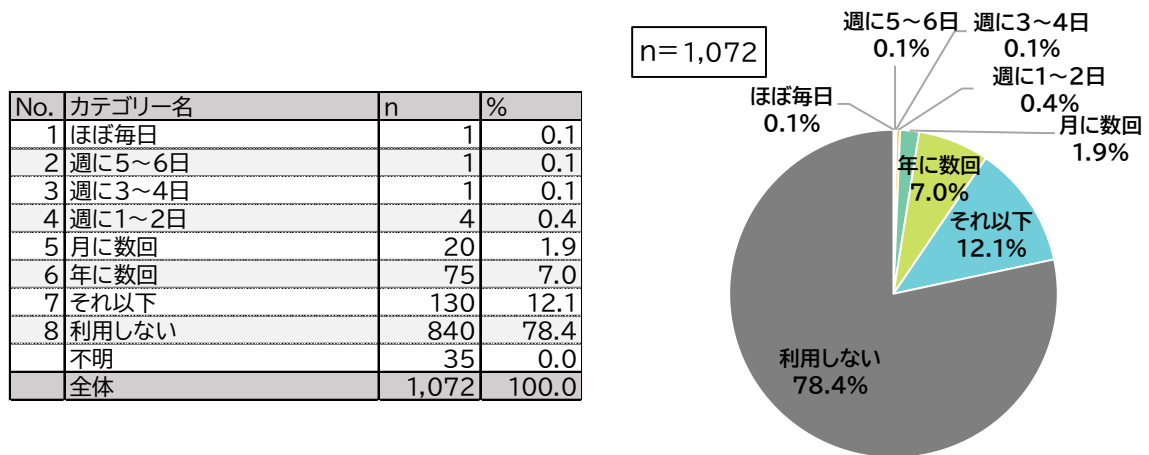 No. カテゴリー名 n %
1 ほぼ毎日 1 0.1
2 週に5～6日 1 0.1
3 週に3～4日 1 0.1
4 週に1～2日 4 0.4
5 月に数回 20 1.9
6 年に数回 75 7.0
7 それ以下 130 12.1
8 利用しない 840 78.4
不明 35 0.0
全体 1,072 100.0
n＝1,072
週に5～6日
0.1%
週に3～4日
0.1%
週に1～2日
0.4%
ほぼ毎日
0.1%
月に数回
1.9%
年に数回
7.0%
それ以下
12.1%
利用しない
78.4%